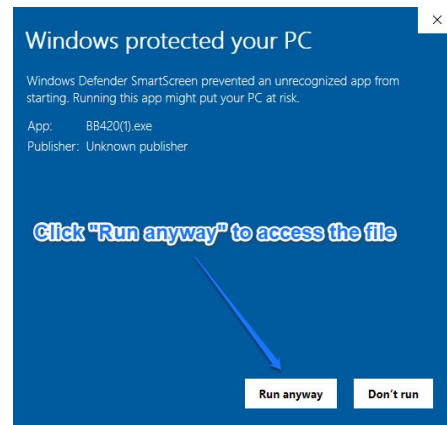 Windows protected your PC
Windows Defender SmartScreen prevented an unrecognized app from
starting. Running this app might put your PC at risk.
App: BB420(1).exe
Publisher: Unknown publisher
Click "Run anyway" to access the file
Run anyway Don't run